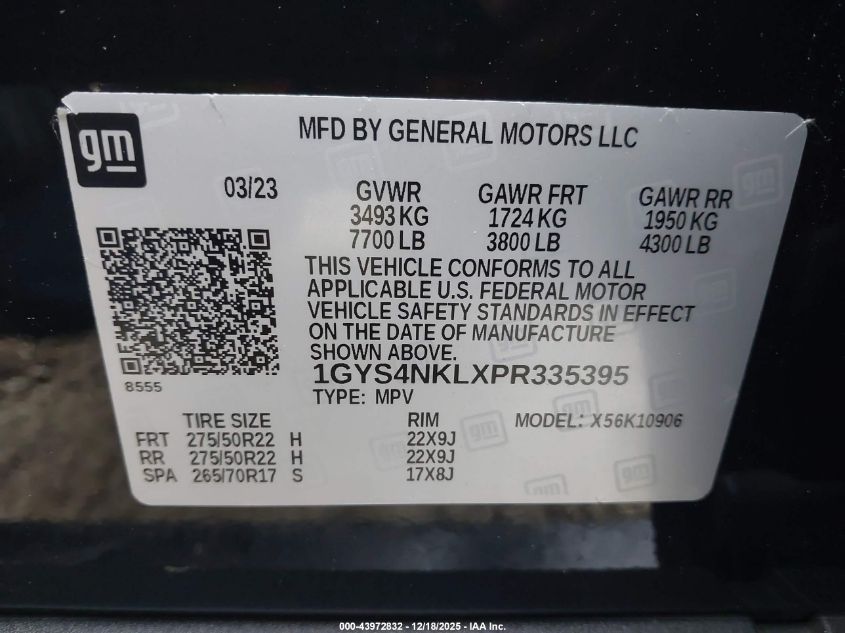 gm
MFD BY GENERAL MOTORS LLC
03/23 GVWR GAWR FRT GAWR RR
3493 KG 1724 KG 1950 KG
7700 LB 3800 LB 4300 LB
THIS VEHICLE CONFORMS TO ALL
APPLICABLE U.S. FEDERAL MOTOR
VEHICLE SAFETY STANDARDS IN EFFECT
ON THE DATE OF MANUFACTURE
SHOWN ABOVE.
8555
1GYS4NKLXPR335395
TYPE: MPV
TIRE SIZE RIM MODEL: X56K10906
FRT 275/50R22 H 22X9J
RR 275/50R22 H 22X9J
SPA 265/70R17 S 17X8J
000-43972832 - 12/18/2025 - IAA Inc.